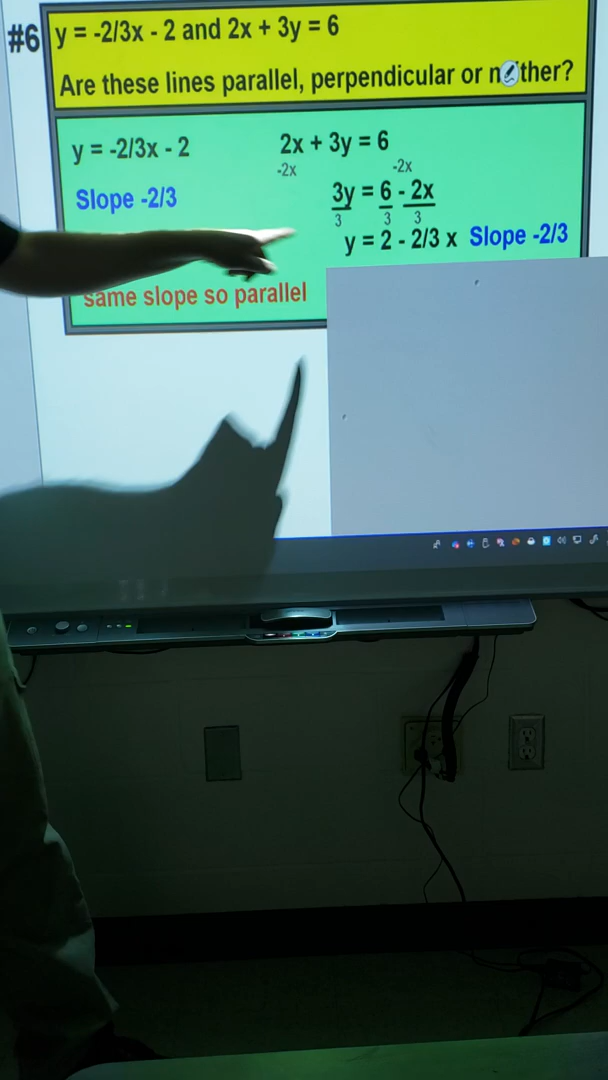 #6
y = -2/3x - 2 and 2x + 3y = 6
Are these lines parallel, perpendicular or n ther?
y = -2/3x - 2
2x + 3y = 6
-2x
-2x
Slope -2/3
3y = 6 - 2x
3 3 3
y = 2 - 2/3 x Slope -2/3
same slope so parallel